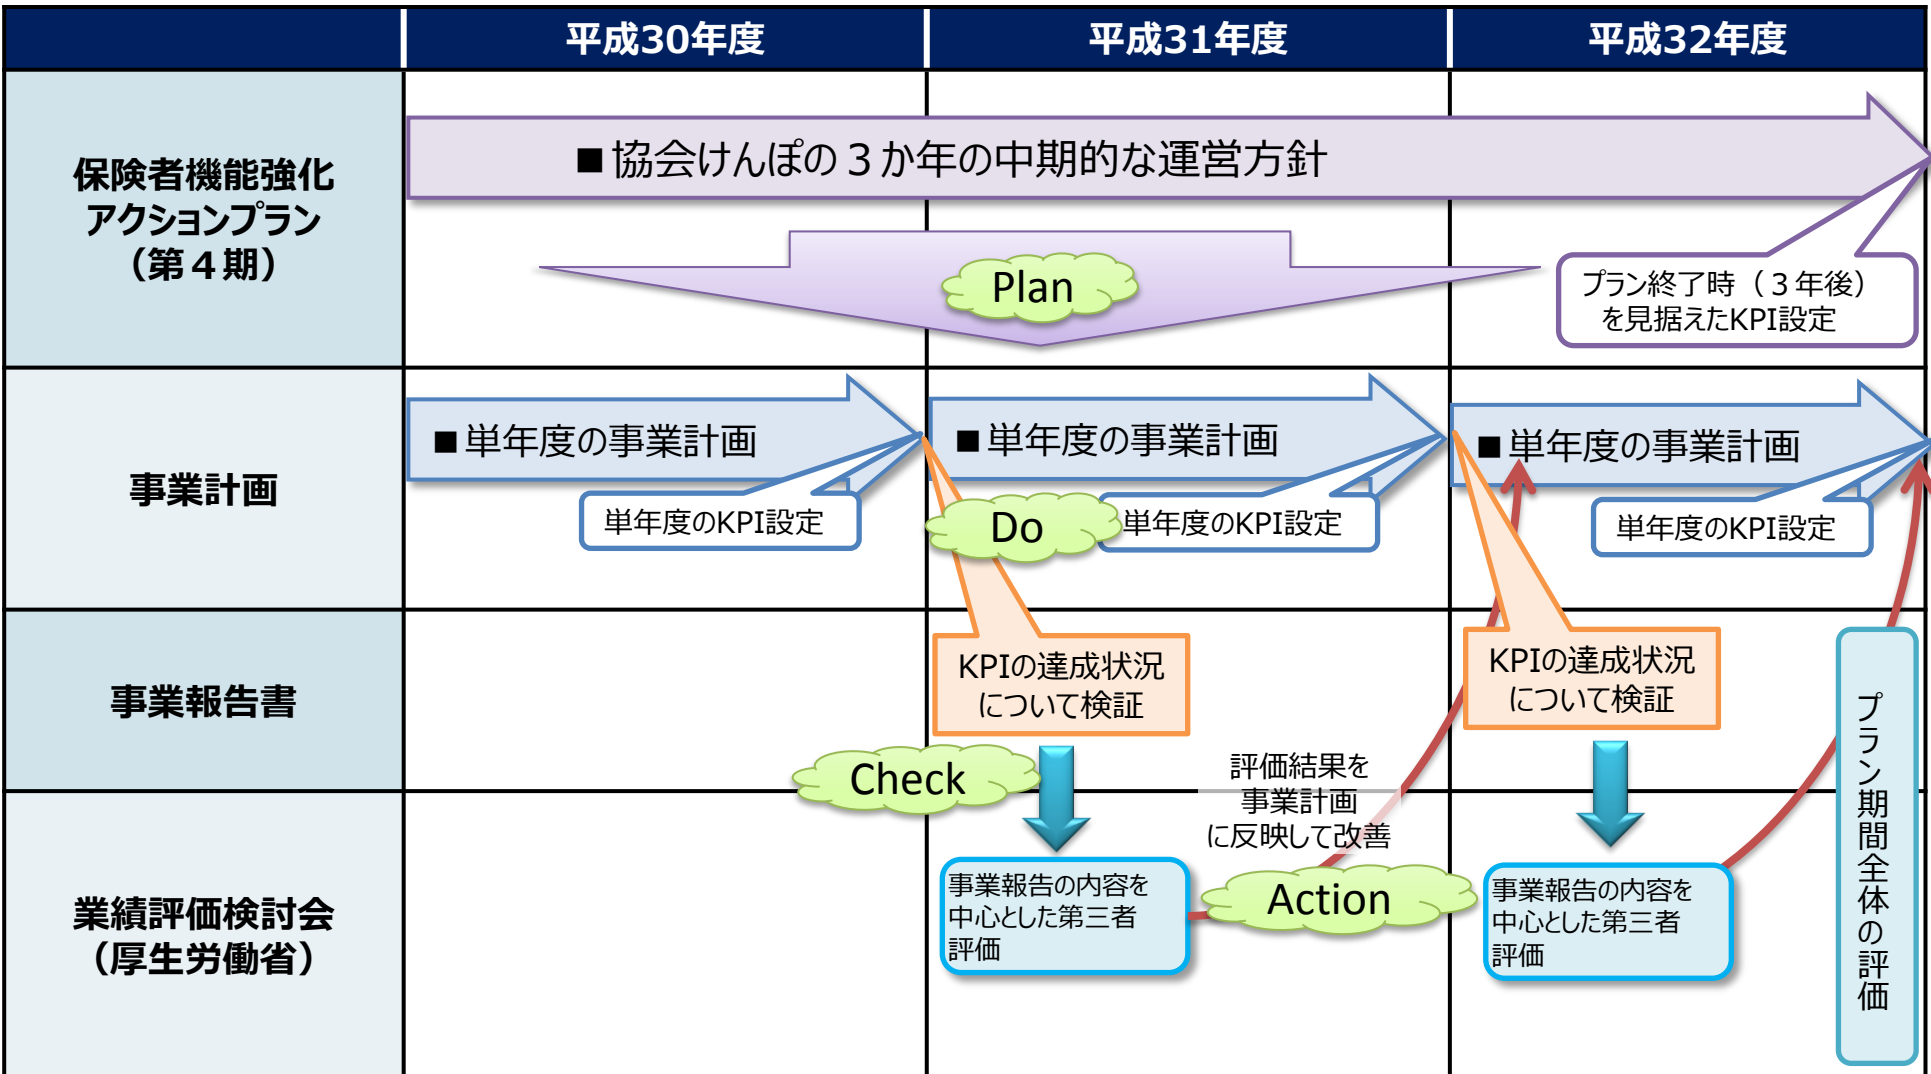 平成30年度
平成31年度
平成32年度
保険者機能強化
アクションプラン
（第４期）
■協会けんぽの３か年の中期的な運営方針
Plan
プラン終了時（３年後）
を見据えたKPI設定
事業計画
■単年度の事業計画
単年度のKPI設定
■単年度の事業計画
Do
単年度のKPI設定
■単年度の事業計画
単年度のKPI設定
事業報告書
KPIの達成状況
について検証
KPIの達成状況
について検証
Check
評価結果を
事業計画
に反映して改善
業績評価検討会
（厚生労働省）
事業報告の内容を
中心とした第三者
評価
Action
事業報告の内容を
中心とした第三者
評価
プラン期間全体の評価